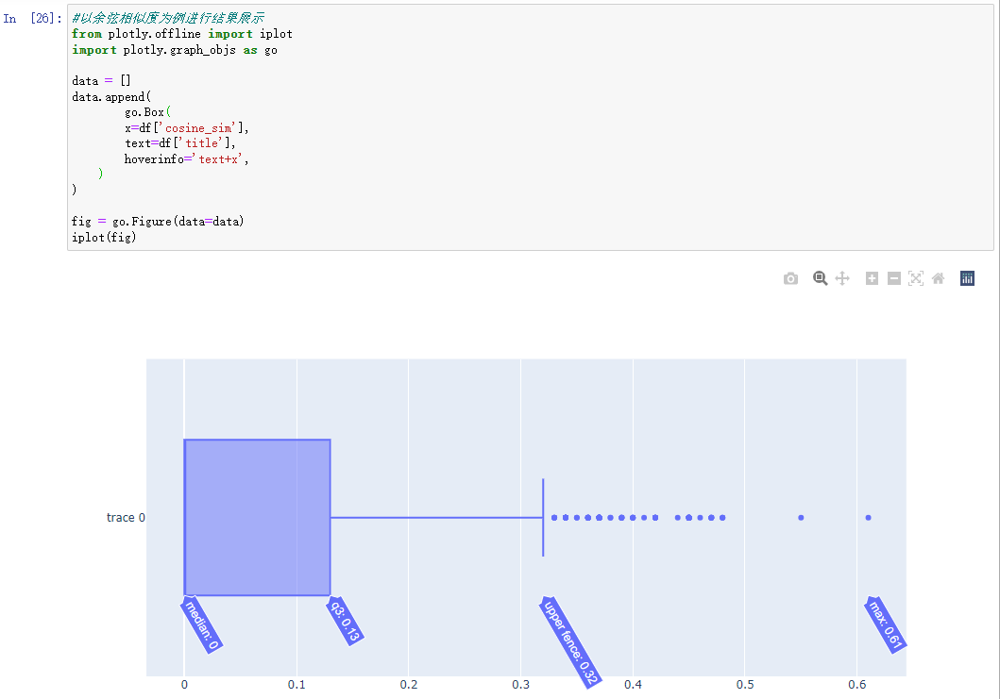 In [26]:
#以余弦相似度为例进行结果展示
from plotly.offline import iplot
import plotly.graph_objs as go
data = []
data.append(
go.Box(
x=df['cosine_sim'],
text=df['title'],
hoverinfo='text+x',
)
)
fig = go.Figure(data=data)
iplot(fig)
trace 0
median: 0
q3: 0.13
upper fence: 0.32
max: 0.61
0
0.1
0.2
0.3
0.4
0.5
0.6